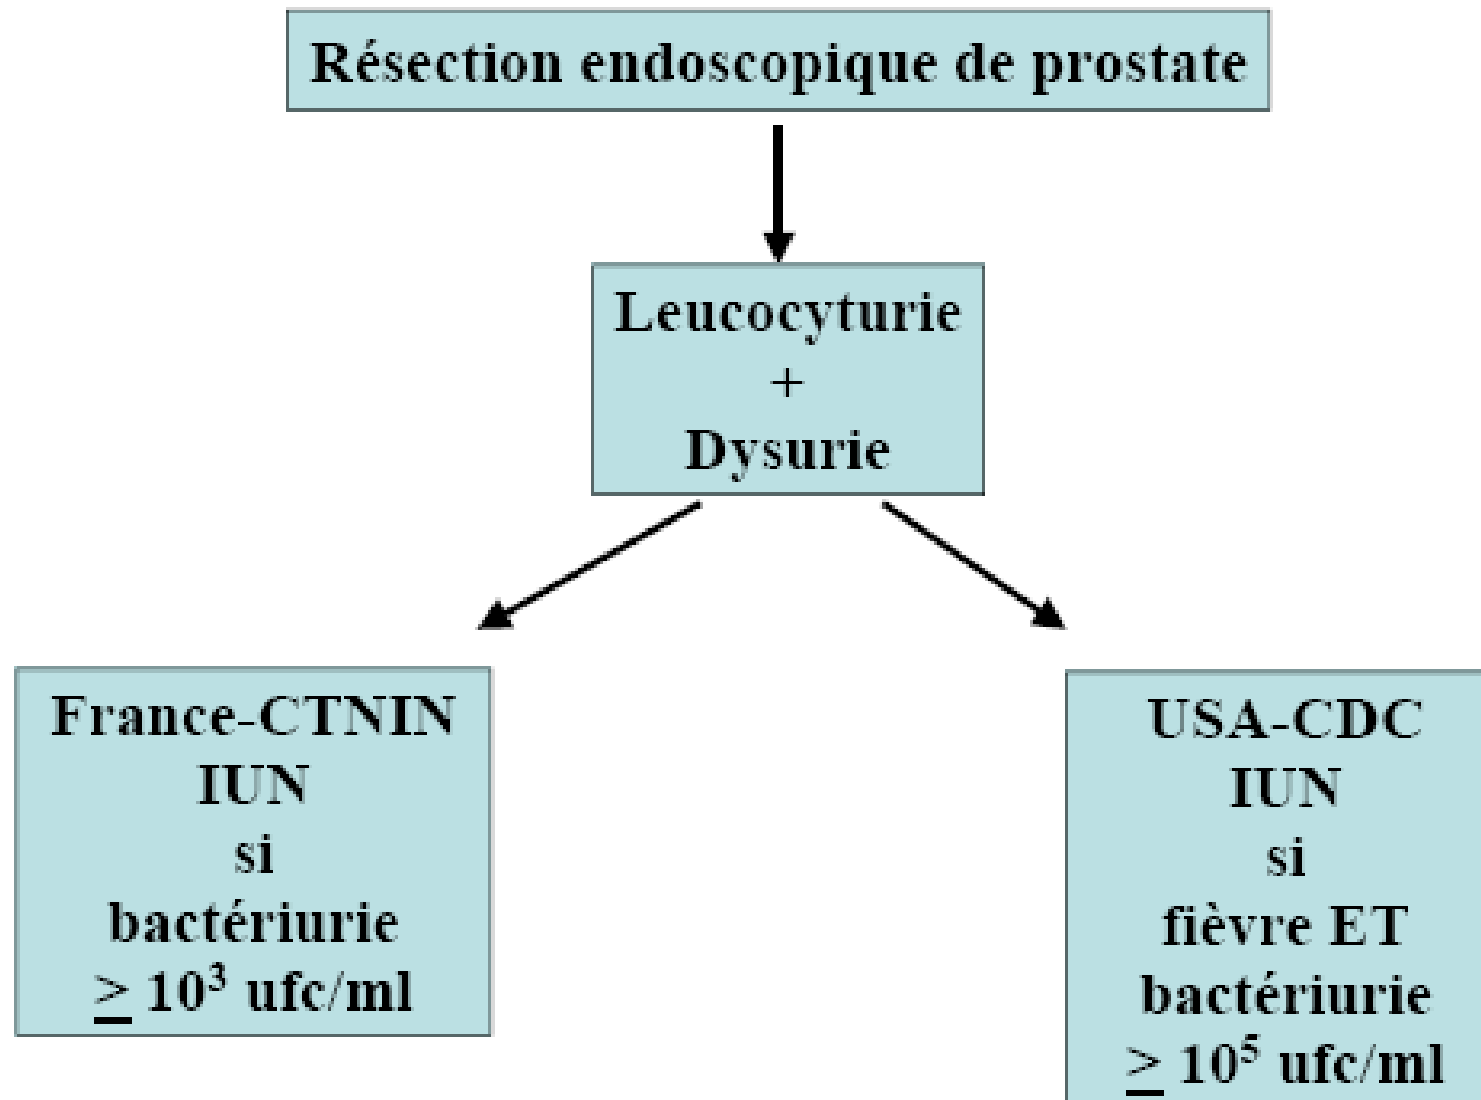 Résection endoscopique de prostate
Leucocyturie
+
Dysurie
France-CTNIN
IUN
si
bactériurie
≥ 10³ ufc/ml
USA-CDC
IUN
si
fièvre ET
bactériurie
≥ 10⁵ ufc/ml